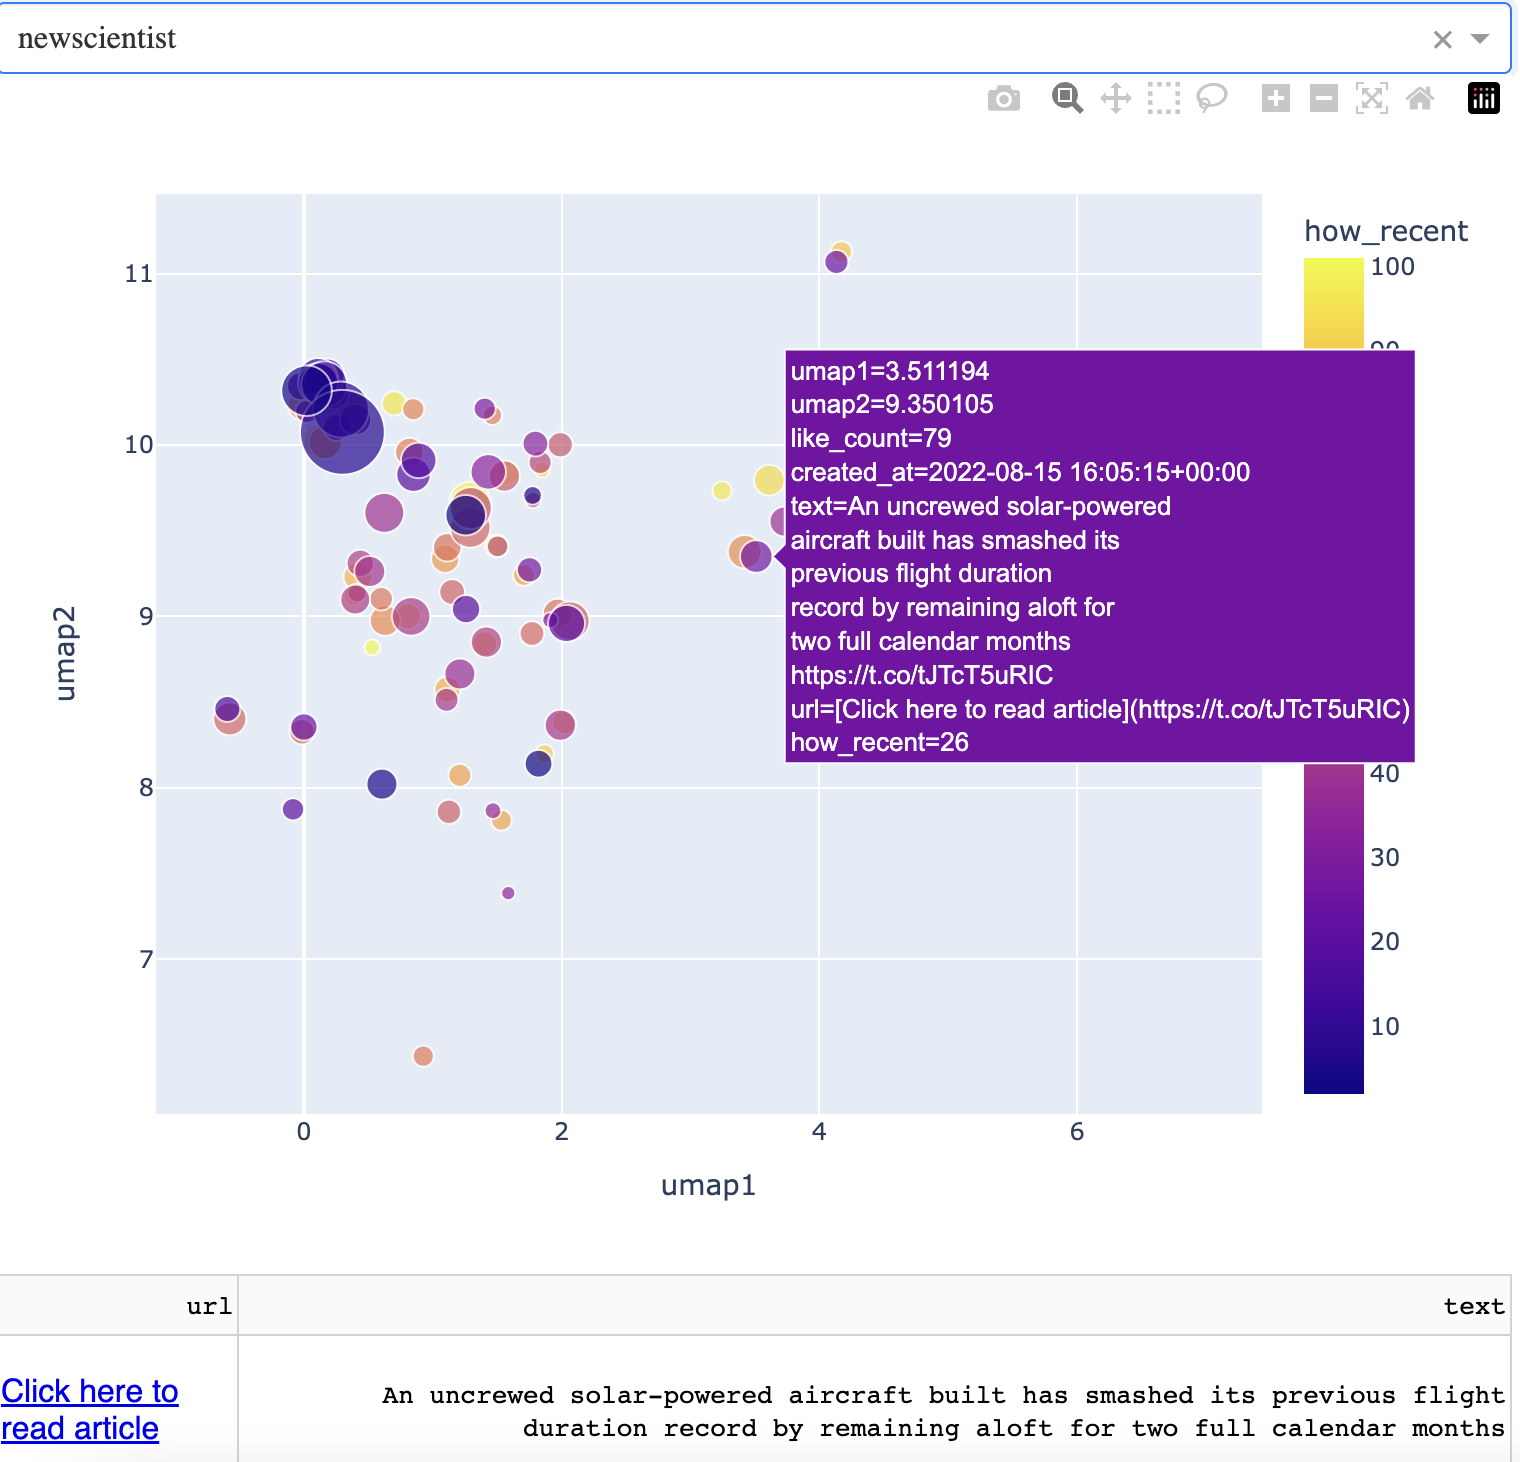 newscientist
how_recent
11
10
9
8
7
umap2
0
2
4
6
umap1
100
40
30
20
10
umap1=3.511194
umap2=9.350105
like_count=79
created_at=2022-08-15 16:05:15+00:00
text=An uncrewed solar-powered
aircraft built has smashed its
previous flight duration
record by remaining aloft for
two full calendar months
https://t.co/tJTcT5uRIC
url=[Click here to read article](https://t.co/tJTcT5uRIC)
how_recent=26
url
text
Click here to
read article
An uncrewed solar-powered aircraft built has smashed its previous flight
duration record by remaining aloft for two full calendar months